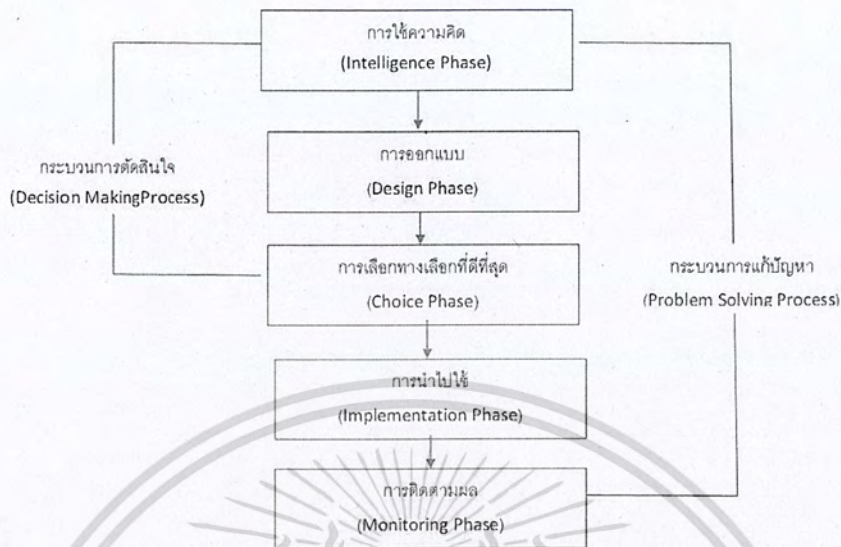 การใช้ความคิด
(Intelligence Phase)
การออกแบบ
(Design Phase)
กระบวนการตัดสินใจ
(Decision MakingProcess)
การเลือกทางเลือกที่ดีที่สุด
(Choice Phase)
กระบวนการแก้ปัญหา
(Problem Solving Process)
การนำไปใช้
(Implementation Phase)
การติดตามผล
(Monitoring Phase)